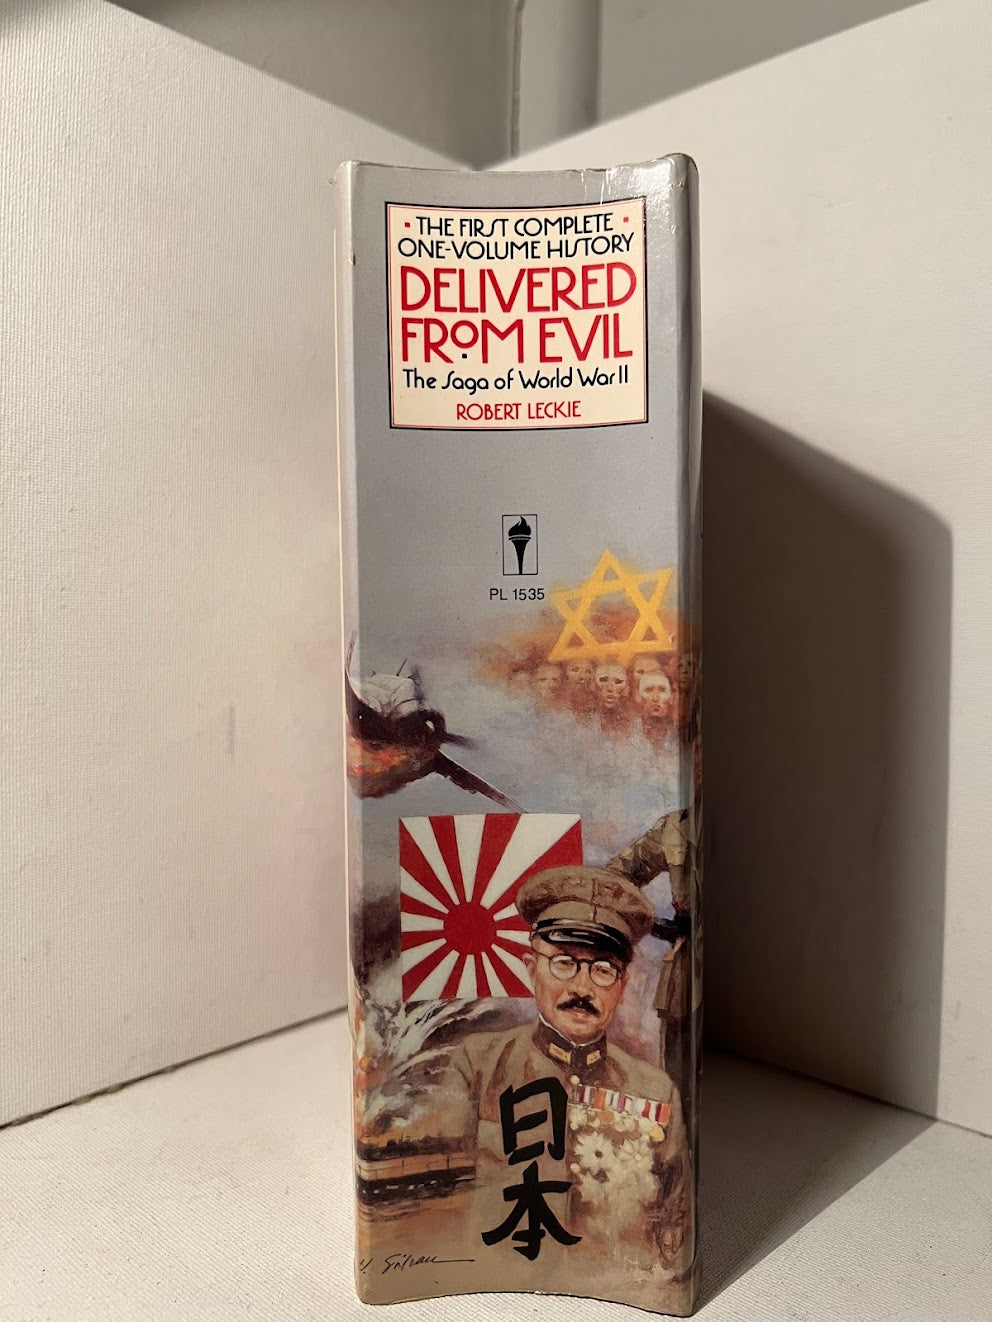 · THE FIRST COMPLETE ·
ONE-VOLUME HISTORY
DELIVERED
FROM EVIL
The Saga of World War II
ROBERT LECKIE
PL 1535
日
本